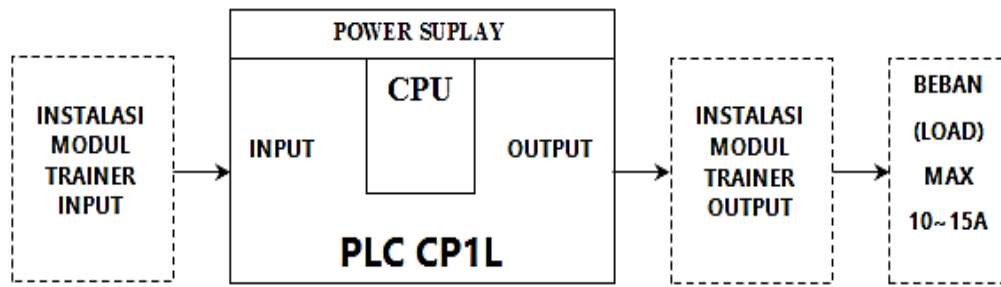 INSTALASI
MODUL
TRAINER
INPUT
POWER SUPLAY
CPU
INPUT
OUTPUT
PLC CP1L
INSTALASI
MODUL
TRAINER
OUTPUT
BEBAN
(LOAD)
MAX
10~15A